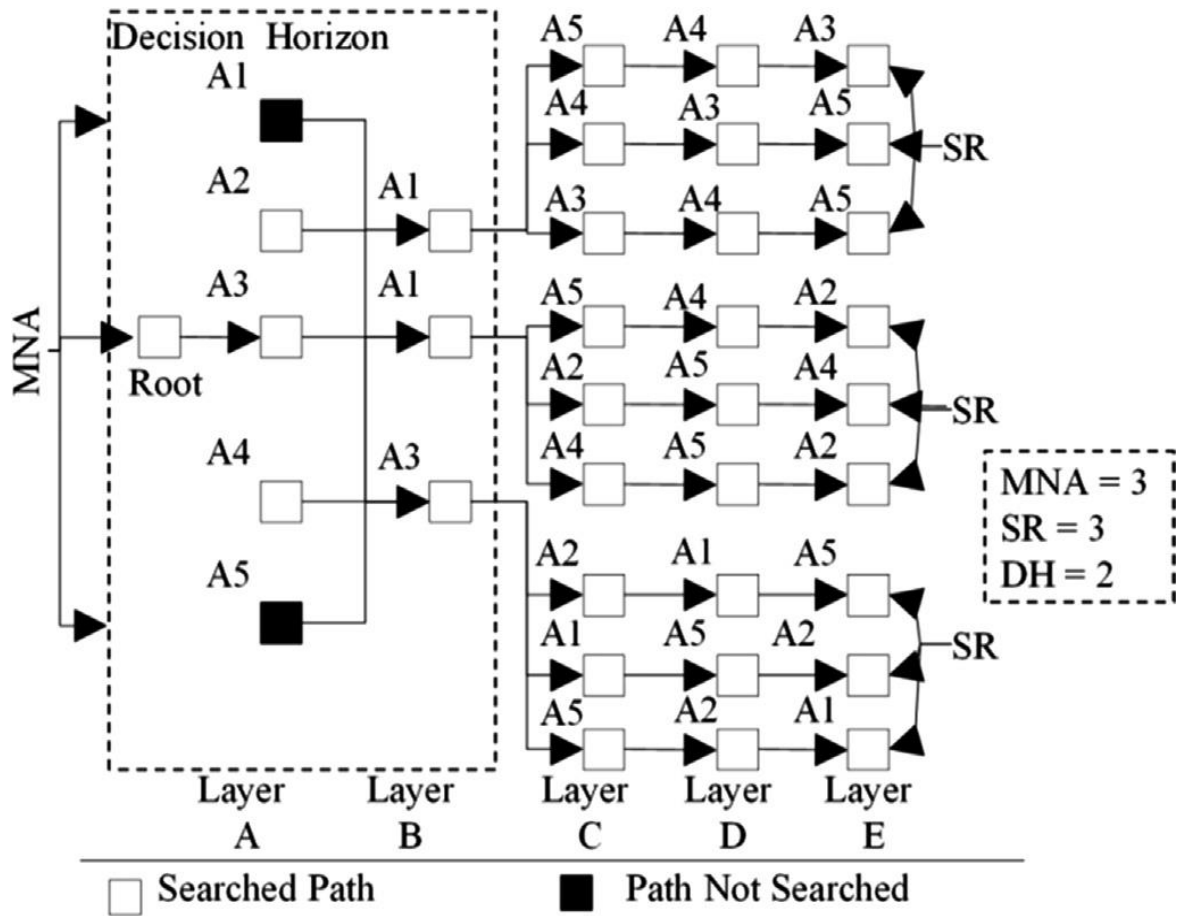 Decision Horizon
A5 A4 A3
A1
A4 A3 A5
SR
A2 A1
A3 A4 A5
A3 A1
A5 A4 A2
MNA
Root
A2 A5 A4
SR
A4 A3
A4 A5 A2
MNA = 3
SR = 3
DH = 2
A5
A2 A1 A5
A1 A5 A2
SR
A5 A2 A1
Layer Layer Layer Layer Layer
A B C D E
Searched Path Path Not Searched